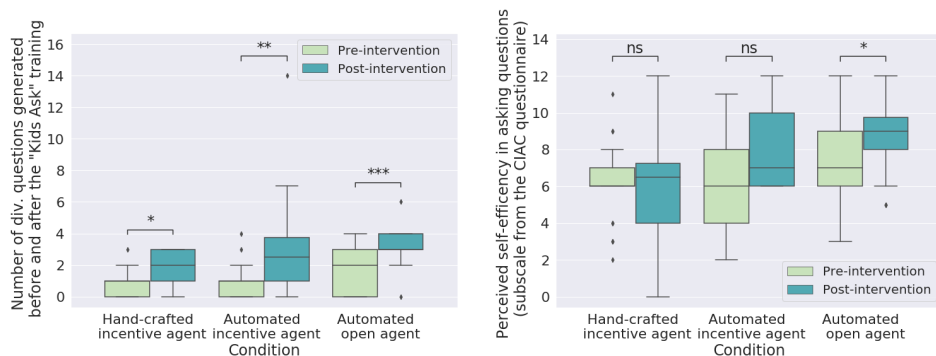 Number of div. questions generated
before and after the "Kids Ask" training
16
14
12
10
8
6
4
2
0
*
**
***
Pre-intervention
Post-intervention
Hand-crafted
incentive agent
Automated
incentive agent
Automated
open agent
Condition
Perceived self-efficency in asking questions
(subscale from the CIAC questionnaire)
14
12
10
8
6
4
2
0
ns
ns
*
Pre-intervention
Post-intervention
Hand-crafted
incentive agent
Automated
incentive agent
Automated
open agent
Condition